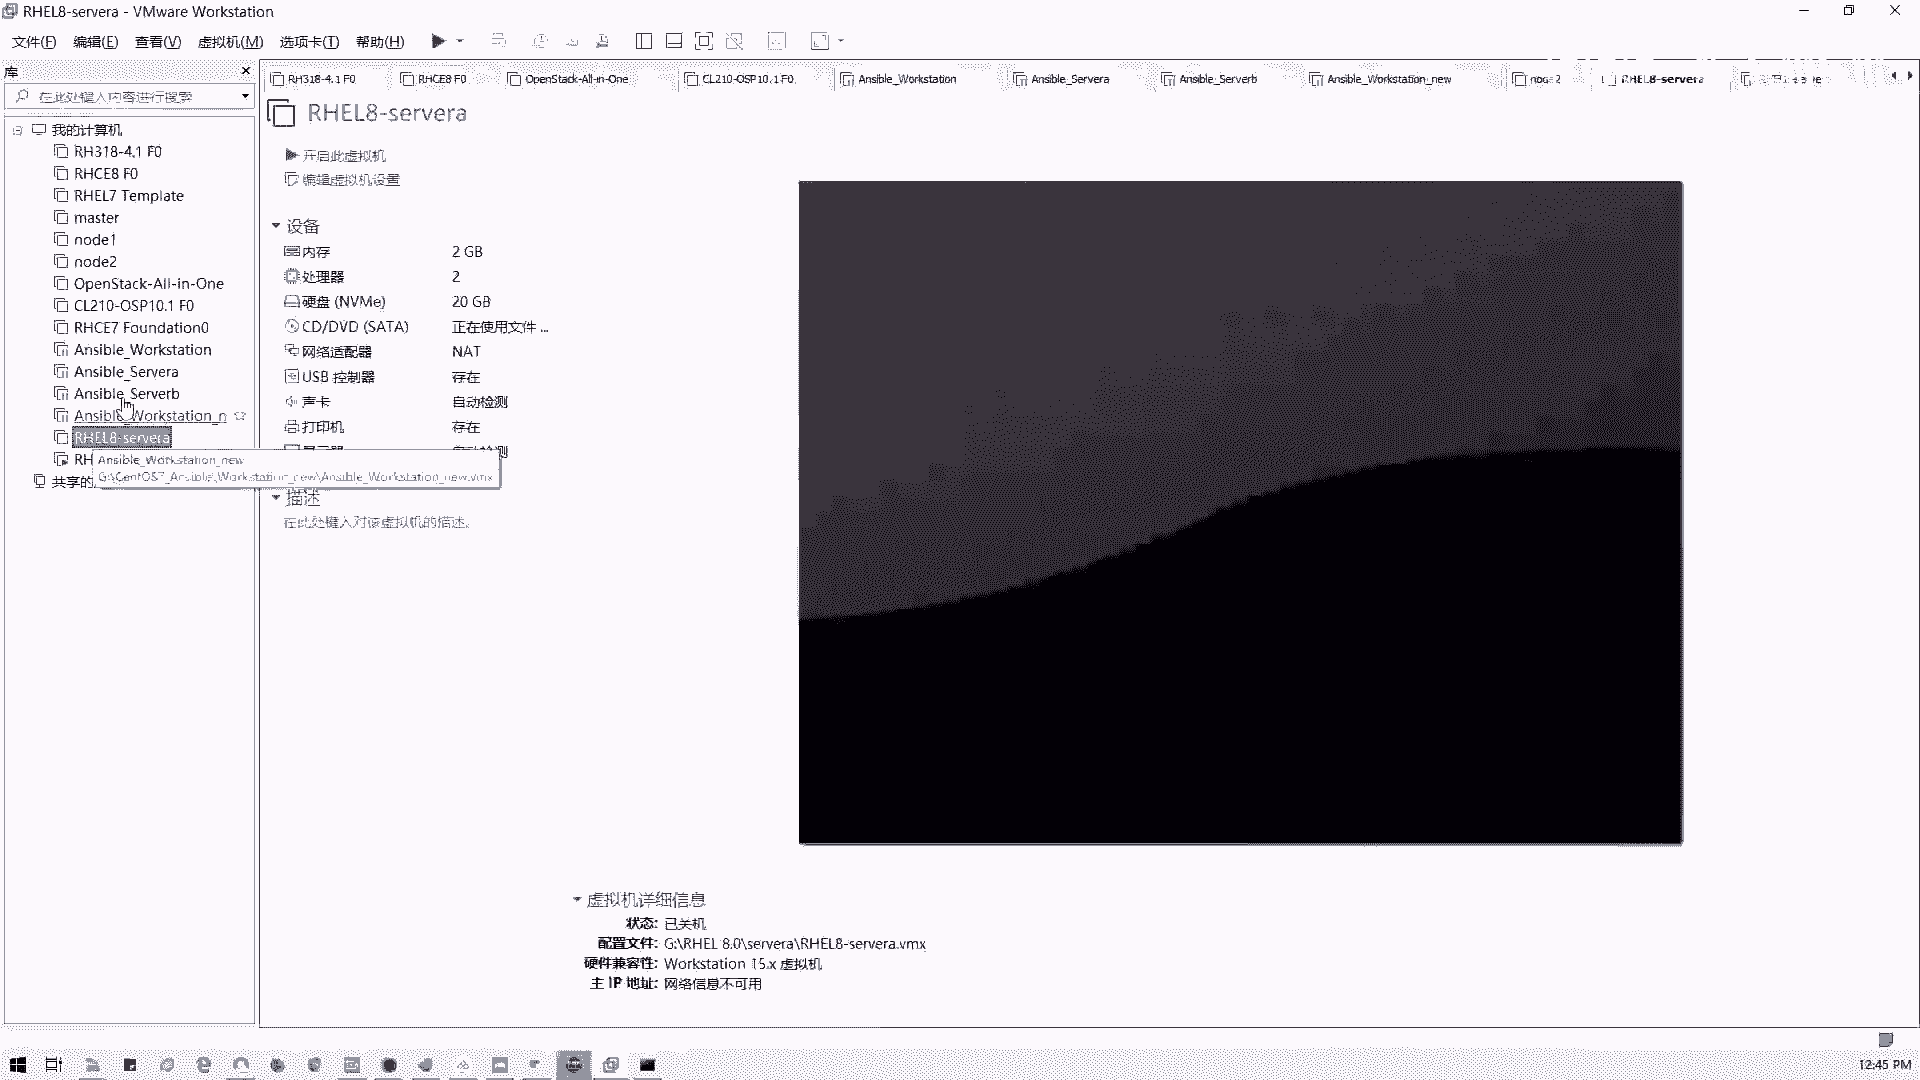 RHEL8-servera - VMware Workstation
文件(F) 编辑(E) 查看(V) 虚拟机(M) 选项卡(T) 帮助(H)
库
在此处键入内容进行搜索
我的计算机
RH318-4.1 F0
RHCE8 F0
RHEL7 Template
master
node1
node2
OpenStack-All-in-One
CL210-OSP10.1 F0
RHCE7 Foundation0
Ansible_Workstation
Ansible_Servera
Ansible_Serverb
Ansible_Workstation_n
RHEL8-servera
RH
共享的
Ansible_Workstation_new
G:\CentOS7_Ansible\Workstation_new\Ansible_Workstation_new.vmx
RH318-4.1 F0 RHCE8 F0 OpenStack-All-in-One CL210-OSP10.1 F0 Ansible_Workstation Ansible_Servera Ansible_Serverb Ansible_Workstation_new node2 RHEL8-servera
RHEL8-servera
开启此虚拟机
编辑虚拟机设置
设备
内存 2 GB
处理器 2
硬盘 (NVMe) 20 GB
CD/DVD (SATA) 正在使用文件 ...
网络适配器 NAT
USB 控制器 存在
声卡 自动检测
打印机 存在
显示器 自动检测
描述
在此处键入对该虚拟机的描述。
虚拟机详细信息
状态: 已关机
配置文件: G:\RHEL 8.0\servera\RHEL8-servera.vmx
硬件兼容性: Workstation 15.x 虚拟机
主 IP 地址: 网络信息不可用
12:45 PM